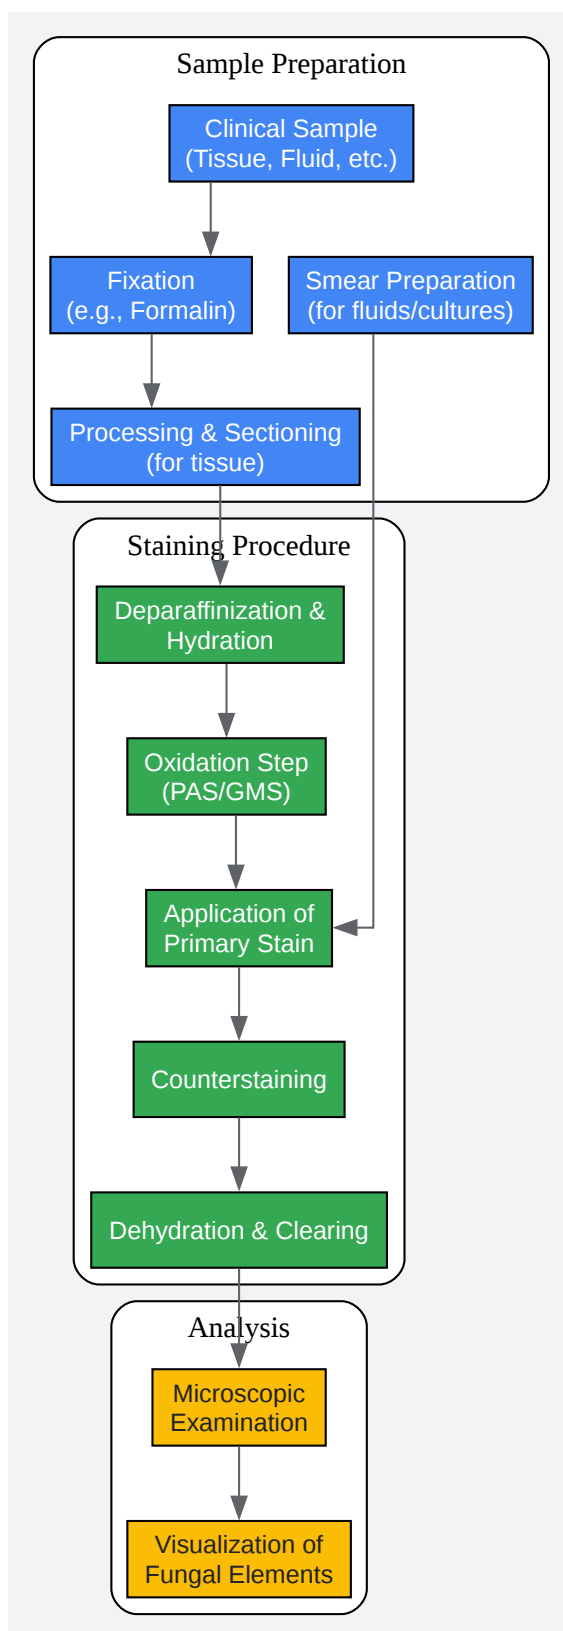 Sample Preparation
Clinical Sample
(Tissue, Fluid, etc.)
Fixation
(e.g., Formalin)
Smear Preparation
(for fluids/cultures)
Processing & Sectioning
(for tissue)
Staining Procedure
Deparaffinization &
Hydration
Oxidation Step
(PAS/GMS)
Application of
Primary Stain
Counterstaining
Dehydration & Clearing
Analysis
Microscopic
Examination
Visualization of
Fungal Elements